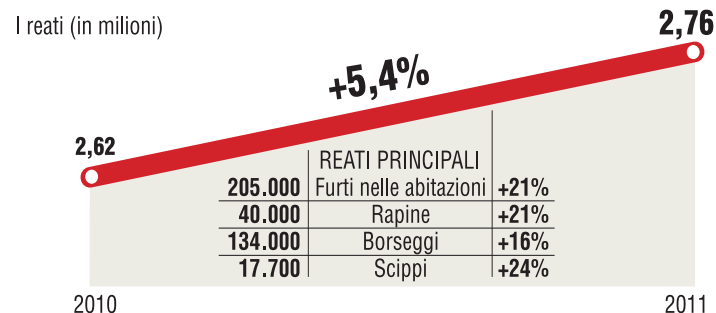 I reati (in milioni)
2,76
+5,4%
2,62
REATI PRINCIPALI
205.000 Furti nelle abitazioni +21%
40.000 Rapine +21%
134.000 Borseggi +16%
17.700 Scippi +24%
2010 2011